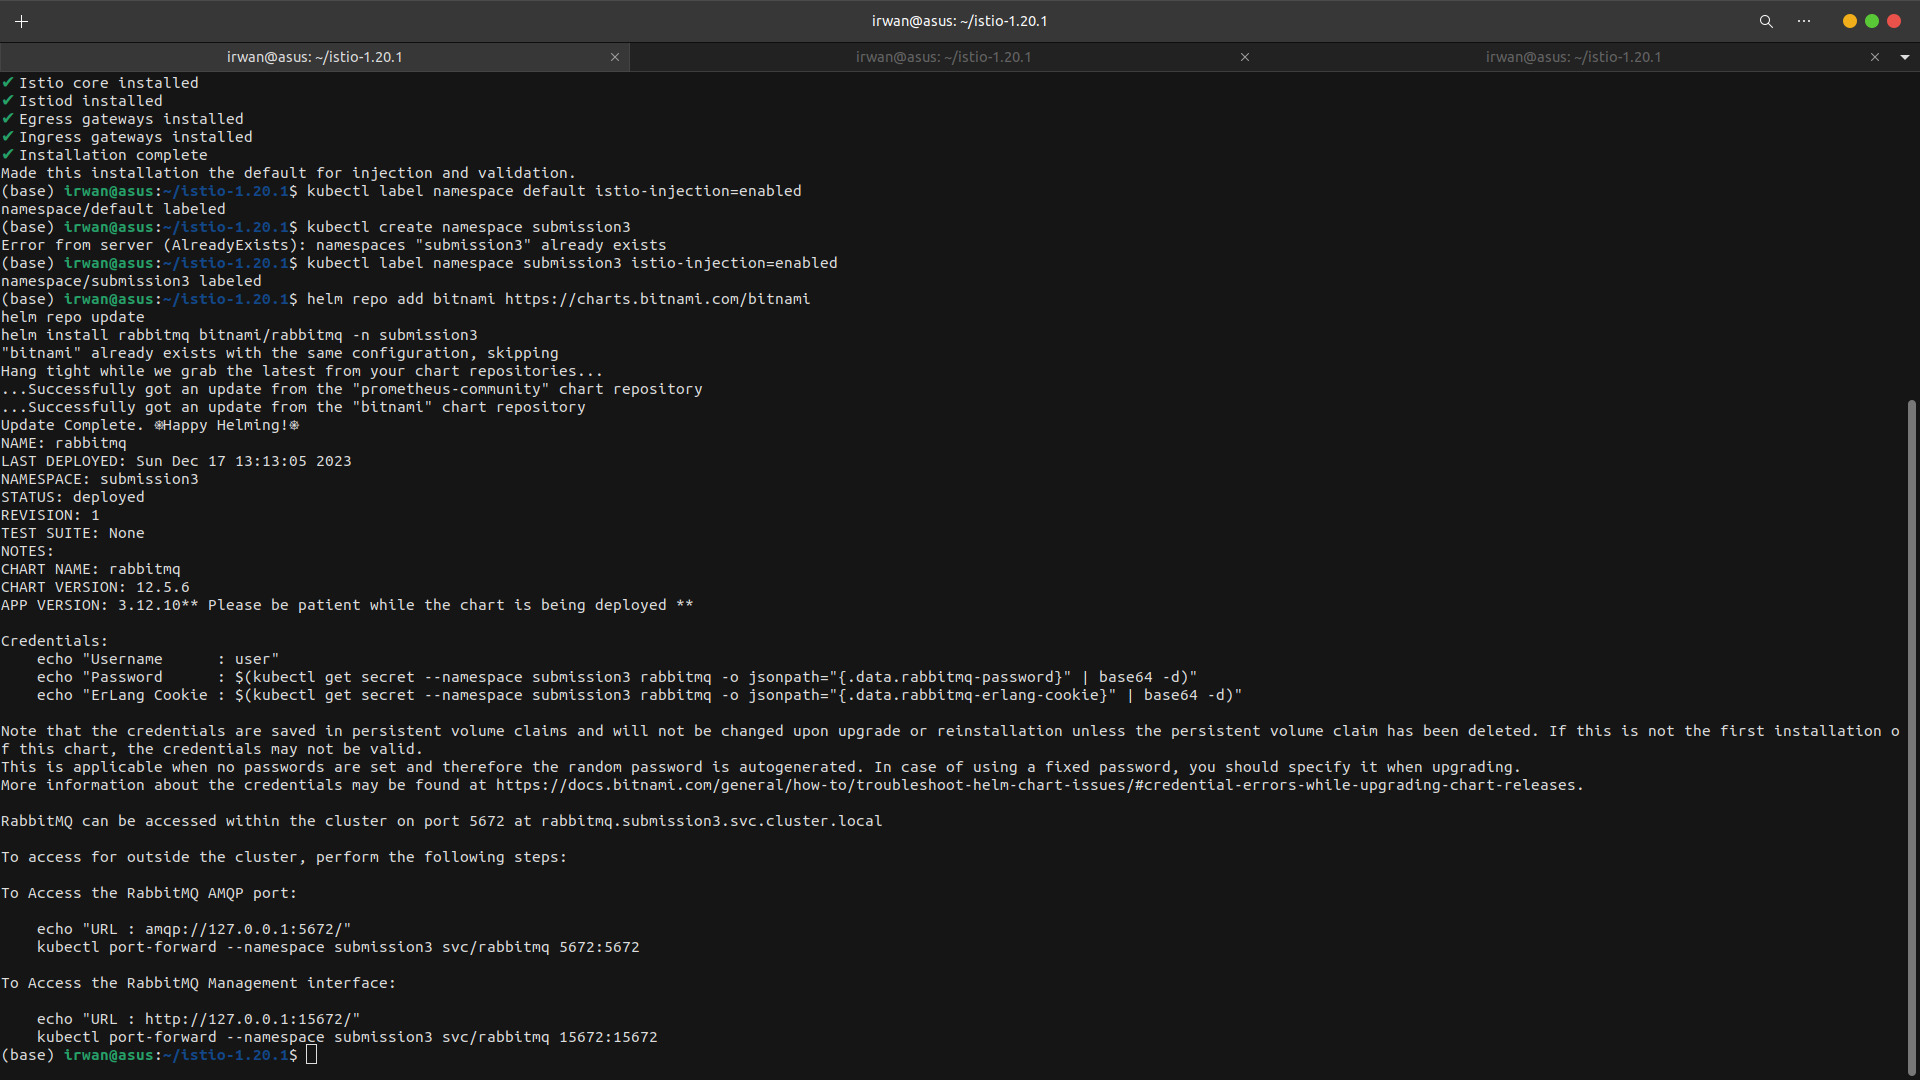 irwan@asus: ~/istio-1.20.1
irwan@asus: ~/istio-1.20.1
irwan@asus: ~/istio-1.20.1
irwan@asus: ~/istio-1.20.1
✔ Istio core installed
✔ Istiod installed
✔ Egress gateways installed
✔ Ingress gateways installed
✔ Installation complete
Made this installation the default for injection and validation.
(base) irwan@asus:~/istio-1.20.1$ kubectl label namespace default istio-injection=enabled
namespace/default labeled
(base) irwan@asus:~/istio-1.20.1$ kubectl create namespace submission3
Error from server (AlreadyExists): namespaces "submission3" already exists
(base) irwan@asus:~/istio-1.20.1$ kubectl label namespace submission3 istio-injection=enabled
namespace/submission3 labeled
(base) irwan@asus:~/istio-1.20.1$ helm repo add bitnami https://charts.bitnami.com/bitnami
helm repo update
helm install rabbitmq bitnami/rabbitmq -n submission3
"bitnami" already exists with the same configuration, skipping
Hang tight while we grab the latest from your chart repositories...
...Successfully got an update from the "prometheus-community" chart repository
...Successfully got an update from the "bitnami" chart repository
Update Complete. ⎈Happy Helming!⎈
NAME: rabbitmq
LAST DEPLOYED: Sun Dec 17 13:13:05 2023
NAMESPACE: submission3
STATUS: deployed
REVISION: 1
TEST SUITE: None
NOTES:
CHART NAME: rabbitmq
CHART VERSION: 12.5.6
APP VERSION: 3.12.10** Please be patient while the chart is being deployed **

Credentials:
    echo "Username      : user"
    echo "Password      : $(kubectl get secret --namespace submission3 rabbitmq -o jsonpath="{.data.rabbitmq-password}" | base64 -d)"
    echo "ErLang Cookie : $(kubectl get secret --namespace submission3 rabbitmq -o jsonpath="{.data.rabbitmq-erlang-cookie}" | base64 -d)"

Note that the credentials are saved in persistent volume claims and will not be changed upon upgrade or reinstallation unless the persistent volume claim has been deleted. If this is not the first installation o
f this chart, the credentials may not be valid.
This is applicable when no passwords are set and therefore the random password is autogenerated. In case of using a fixed password, you should specify it when upgrading.
More information about the credentials may be found at https://docs.bitnami.com/general/how-to/troubleshoot-helm-chart-issues/#credential-errors-while-upgrading-chart-releases.

RabbitMQ can be accessed within the cluster on port 5672 at rabbitmq.submission3.svc.cluster.local

To access for outside the cluster, perform the following steps:

To Access the RabbitMQ AMQP port:

    echo "URL : amqp://127.0.0.1:5672/"
    kubectl port-forward --namespace submission3 svc/rabbitmq 5672:5672

To Access the RabbitMQ Management interface:

    echo "URL : http://127.0.0.1:15672/"
    kubectl port-forward --namespace submission3 svc/rabbitmq 15672:15672
(base) irwan@asus:~/istio-1.20.1$